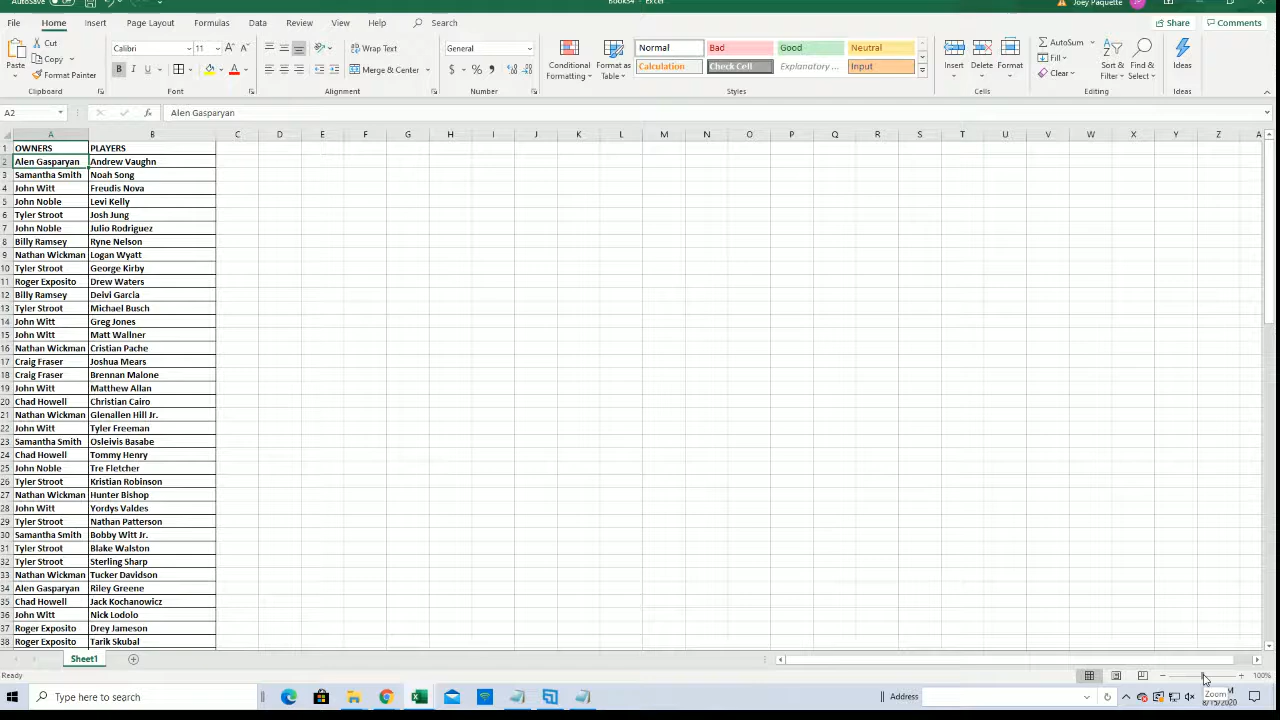 AutoSave
Book54 - Excel
Joey Paquette
File Home Insert Page Layout Formulas Data Review Help Search Share Comments
Paste Cut Copy Format Painter Clipboard
Calibri 11 B I U A Font
Wrap Text Merge & Center Alignment
General $ % , Number
Conditional Formatting Format as Table
Normal Bad Good Neutral
Calculation Check Cell Explanatory ... Input
Styles
Insert Delete Format Cells
AutoSum Fill Clear Sort & Filter Find & Select Editing
Ideas Ideas
A2 fx Alen Gasparyan
A B C D E F G H I J K L M N O P Q R S T U V W X Y Z A
1 OWNERS PLAYERS
2 Alen Gasparyan Andrew Vaughn
3 Samantha Smith Noah Song
4 John Witt Freudis Nova
5 John Noble Levi Kelly
6 Tyler Stroot Josh Jung
7 John Noble Julio Rodriguez
8 Billy Ramsey Ryne Nelson
9 Nathan Wickman Logan Wyatt
10 Tyler Stroot George Kirby
11 Roger Exposito Drew Waters
12 Billy Ramsey Deivi Garcia
13 Tyler Stroot Michael Busch
14 John Witt Greg Jones
15 John Witt Matt Wallner
16 Nathan Wickman Cristian Pache
17 Craig Fraser Joshua Mears
18 Craig Fraser Brennan Malone
19 John Witt Matthew Allan
20 Chad Howell Christian Cairo
21 Nathan Wickman Glenallen Hill Jr.
22 John Witt Tyler Freeman
23 Samantha Smith Osleivis Basabe
24 Chad Howell Tommy Henry
25 John Noble Tre Fletcher
26 Tyler Stroot Kristian Robinson
27 Nathan Wickman Hunter Bishop
28 John Witt Yordys Valdes
29 Tyler Stroot Nathan Patterson
30 Samantha Smith Bobby Witt Jr.
31 Tyler Stroot Blake Walston
32 Tyler Stroot Sterling Sharp
33 Nathan Wickman Tucker Davidson
34 Alen Gasparyan Riley Greene
35 Chad Howell Jack Kochanowicz
36 John Witt Nick Lodolo
37 Roger Exposito Drey Jameson
38 Roger Exposito Tarik Skubal
Sheet1
Ready 100%
Zoom
Type here to search Address 8/15/2020